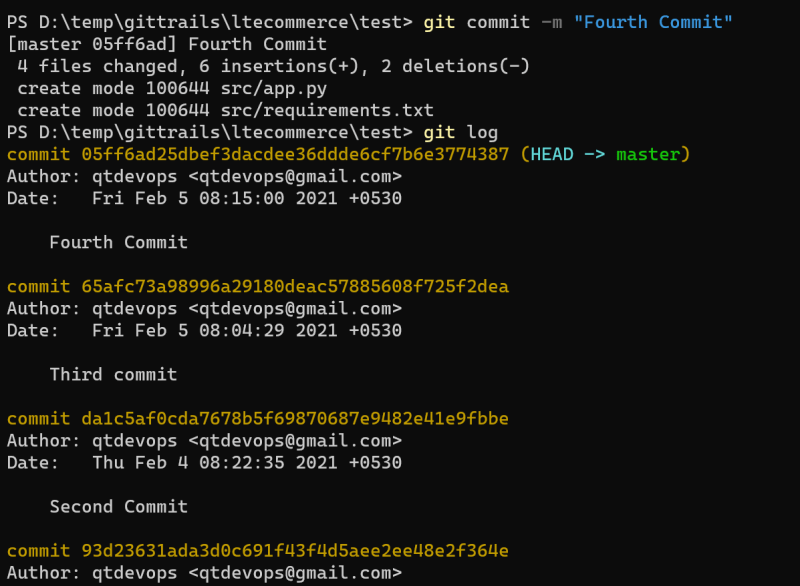 PS D:\temp\gittrails\ltecommerce\test> git commit -m "Fourth Commit"
[master 05ff6ad] Fourth Commit
 4 files changed, 6 insertions(+), 2 deletions(-)
 create mode 100644 src/app.py
 create mode 100644 src/requirements.txt
PS D:\temp\gittrails\ltecommerce\test> git log
commit 05ff6ad25dbef3dacdee36ddde6cf7b6e3774387 (HEAD -> master)
Author: qtdevops <qtdevops@gmail.com>
Date:   Fri Feb 5 08:15:00 2021 +0530

    Fourth Commit

commit 65afc73a98996a29180deac57885608f725f2dea
Author: qtdevops <qtdevops@gmail.com>
Date:   Fri Feb 5 08:04:29 2021 +0530

    Third commit

commit da1c5af0cda7678b5f69870687e9482e41e9fbbe
Author: qtdevops <qtdevops@gmail.com>
Date:   Thu Feb 4 08:22:35 2021 +0530

    Second Commit

commit 93d23631ada3d0c691f43f4d5aee2ee48e2f364e
Author: qtdevops <qtdevops@gmail.com>